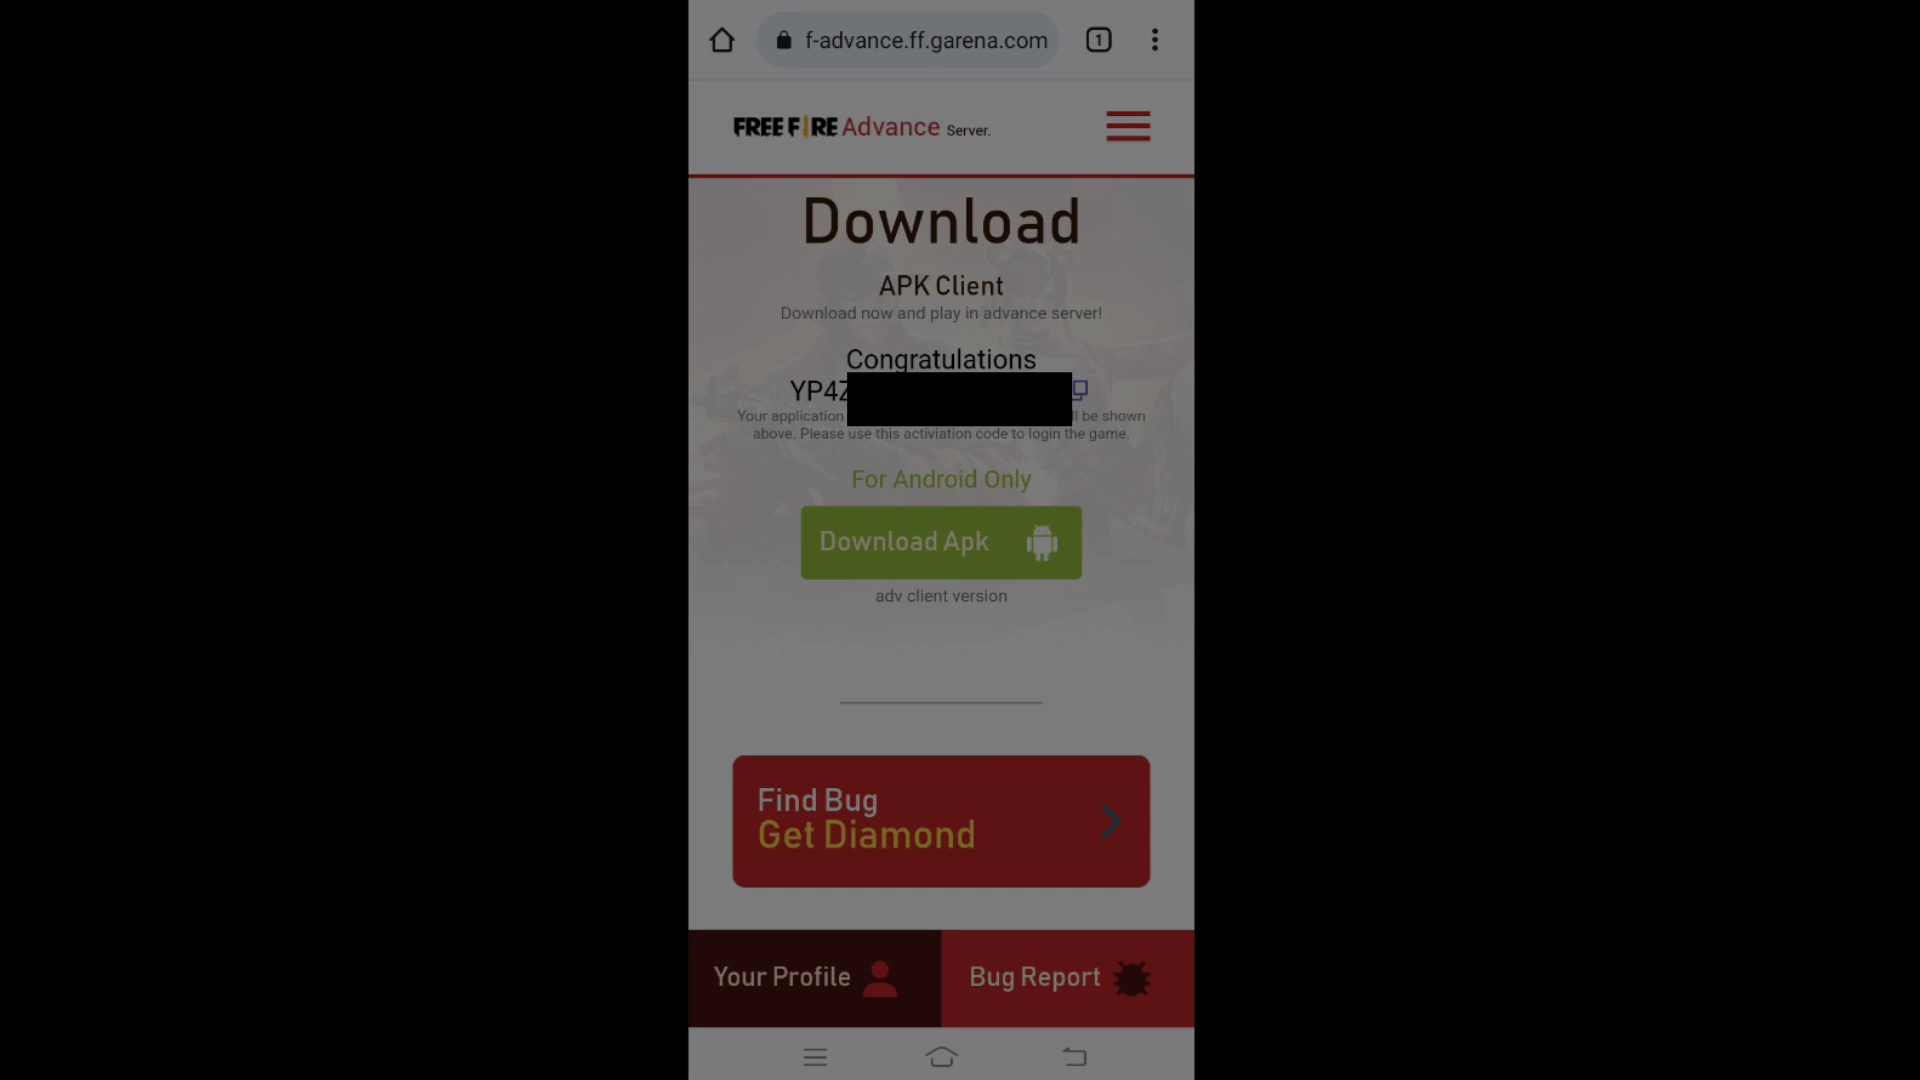 f-advance.ff.garena.com
1
FREE FIRE Advance Server.
Download
APK Client
Download now and play in advance server!
Congratulations
YP4Z
Your application ll be shown
above. Please use this activiation code to login the game.
For Android Only
Download Apk
adv client version
Find Bug
Get Diamond
Your Profile
Bug Report